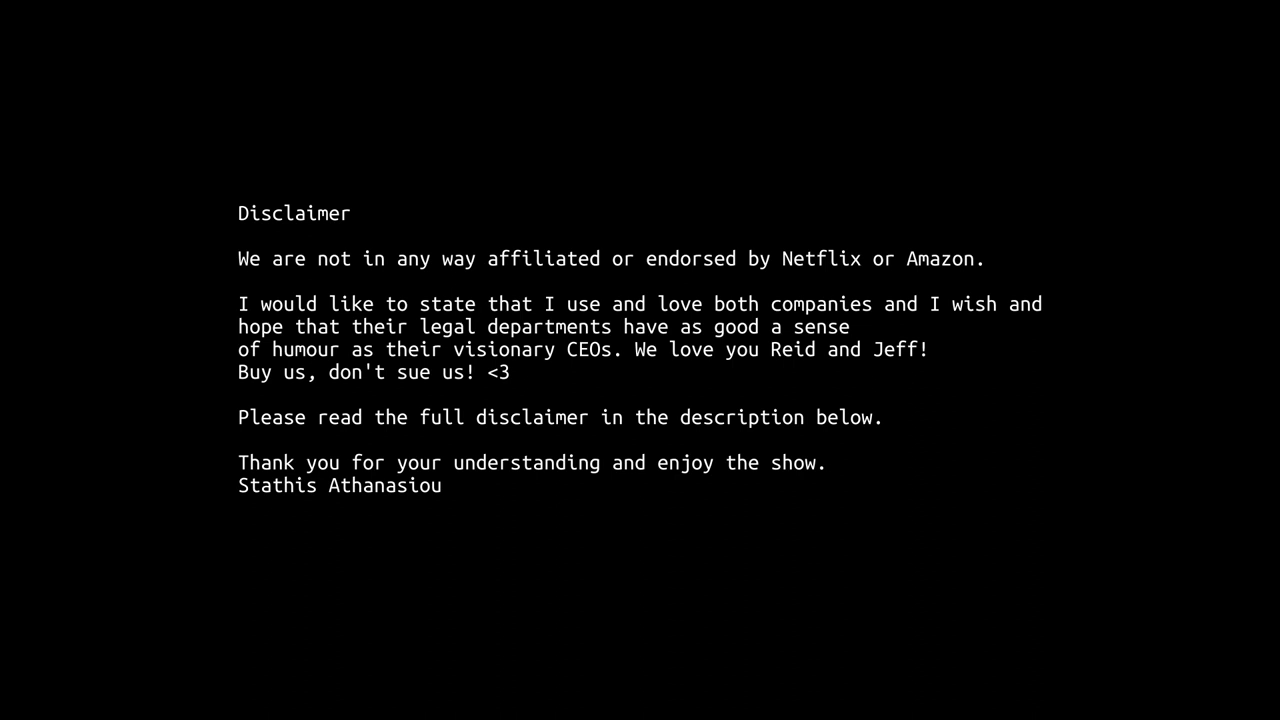 Disclaimer
We are not in any way affiliated or endorsed by Netflix or Amazon.
I would like to state that I use and love both companies and I wish and
hope that their legal departments have as good a sense
of humour as their visionary CEOs. We love you Reid and Jeff!
Buy us, don't sue us! <3
Please read the full disclaimer in the description below.
Thank you for your understanding and enjoy the show.
Stathis Athanasiou